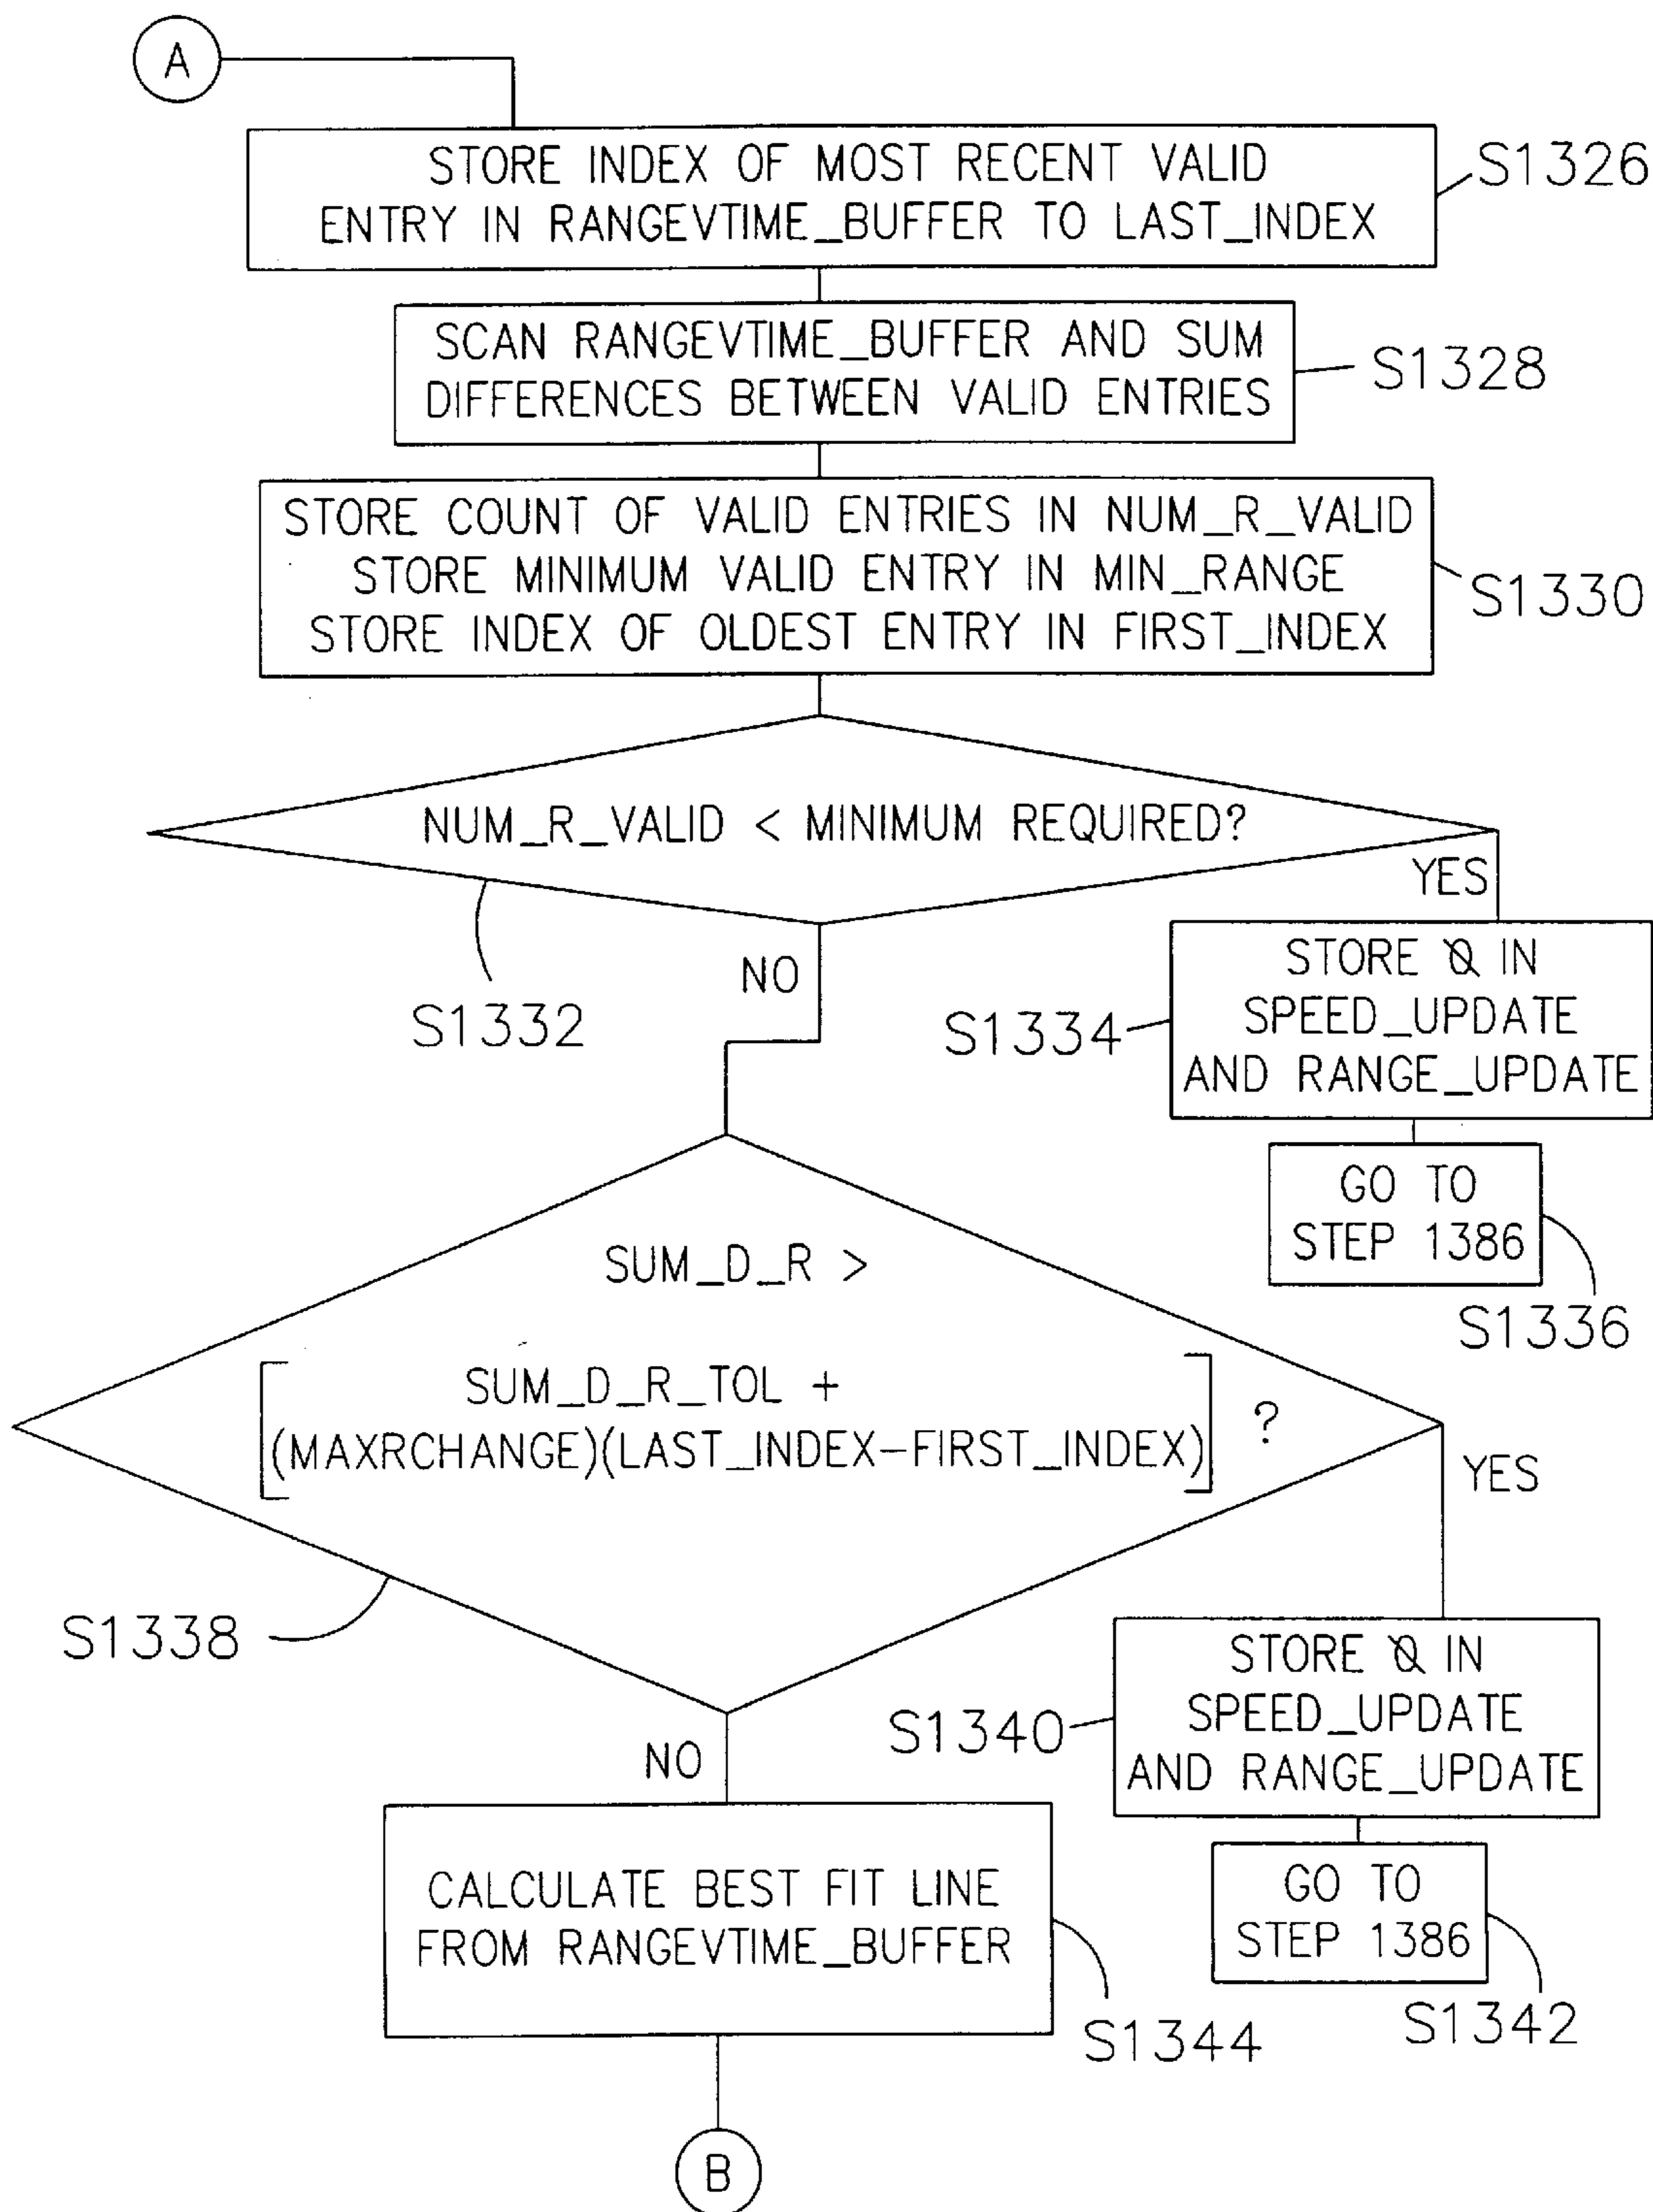 A
STORE INDEX OF MOST RECENT VALID
ENTRY IN RANGEVTIME_BUFFER TO LAST_INDEX
S1326
SCAN RANGEVTIME_BUFFER AND SUM
DIFFERENCES BETWEEN VALID ENTRIES
S1328
STORE COUNT OF VALID ENTRIES IN NUM_R_VALID
STORE MINIMUM VALID ENTRY IN MIN_RANGE
STORE INDEX OF OLDEST ENTRY IN FIRST_INDEX
S1330
NUM_R_VALID < MINIMUM REQUIRED?
S1332
YES
NO
STORE 0 IN
SPEED_UPDATE
AND RANGE_UPDATE
S1334
GO TO
STEP 1386
S1336
SUM_D_R >
[SUM_D_R_TOL +
(MAXRCHANGE)(LAST_INDEX-FIRST_INDEX)] ?
S1338
YES
NO
STORE 0 IN
SPEED_UPDATE
AND RANGE_UPDATE
S1340
GO TO
STEP 1386
S1342
CALCULATE BEST FIT LINE
FROM RANGEVTIME_BUFFER
S1344
B